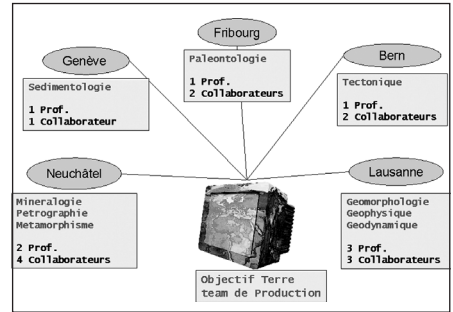 Fribourg
Paleontologie
1 Prof.
2 Collaborateurs
Genève
Sedimentologie
1 Prof.
1 Collaborateur
Bern
Tectonique
1 Prof.
2 Collaborateurs
Neuchâtel
Mineralogie
Petrographie
Metamorphisme
2 Prof.
4 Collaborateurs
Lausanne
Geomorphologie
Geophysique
Geodynamique
3 Prof.
3 Collaborateurs
Objectif Terre
team de Production